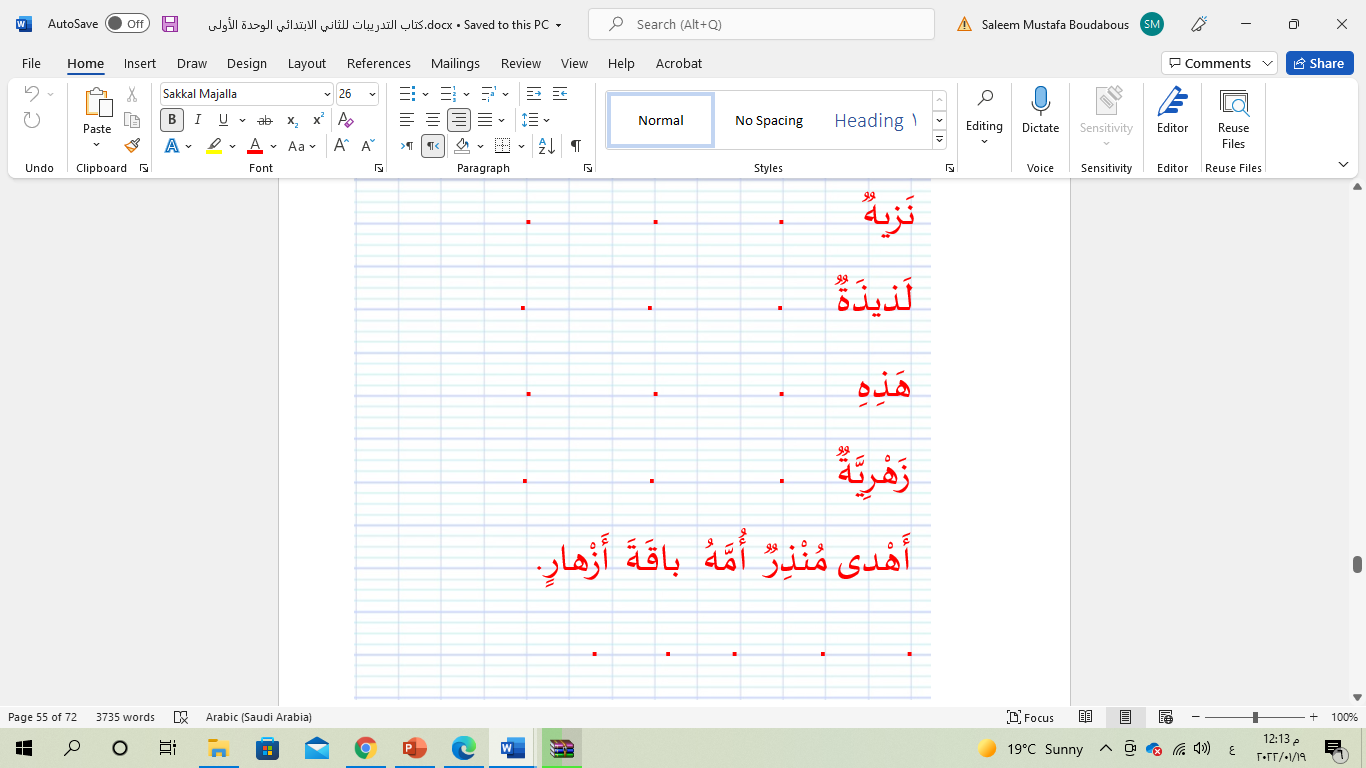 AutoSave Off كتاب التدريبات للثاني الابتدائي الوحدة الأولى.docx • Saved to this PC Search (Alt+Q) Saleem Mustafa Boudabous SM
File Home Insert Draw Design Layout References Mailings Review View Help Acrobat Comments Share
Sakkal Majalla 26
Paste
Normal No Spacing Heading \
Editing Dictate Sensitivity Editor Reuse Files
Undo Clipboard Font Paragraph Styles Voice Sensitivity Editor Reuse Files
نَزيهٌ . . .
لَذيذَةٌ . . .
هَذِهِ . . .
زَهْرِيَّةٌ . . .
أَهْدى مُنْذِرٌ أُمَّهُ باقَةَ أَزْهارٍ.
. . . . .
Page 55 of 72 3735 words Arabic (Saudi Arabia) Focus 100%
19°C Sunny ع 12:13 م
٢٠٢٢/٠١/١٩ ٦